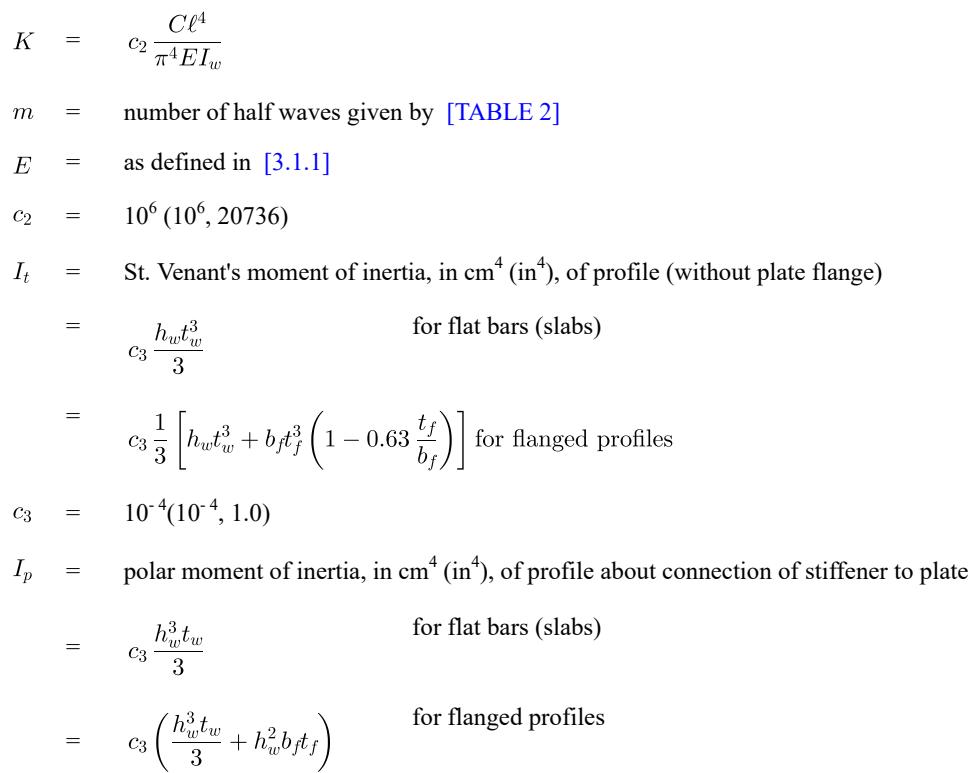 K = c₂ Cℓ⁴ / π⁴EI_w
m = number of half waves given by [TABLE 2]
E = as defined in [3.1.1]
c₂ = 10⁶ (10⁶, 20736)
I_t = St. Venant's moment of inertia, in cm⁴ (in⁴), of profile (without plate flange)
= c₃ h_w t_w³ / 3 for flat bars (slabs)
= c₃ 1/3 [h_w t_w³ + b_f t_f³ (1 − 0.63 t_f / b_f)] for flanged profiles
c₃ = 10⁻⁴(10⁻⁴, 1.0)
I_p = polar moment of inertia, in cm⁴ (in⁴), of profile about connection of stiffener to plate
= c₃ h_w³ t_w / 3 for flat bars (slabs)
= c₃ (h_w³ t_w / 3 + h_w² b_f t_f) for flanged profiles